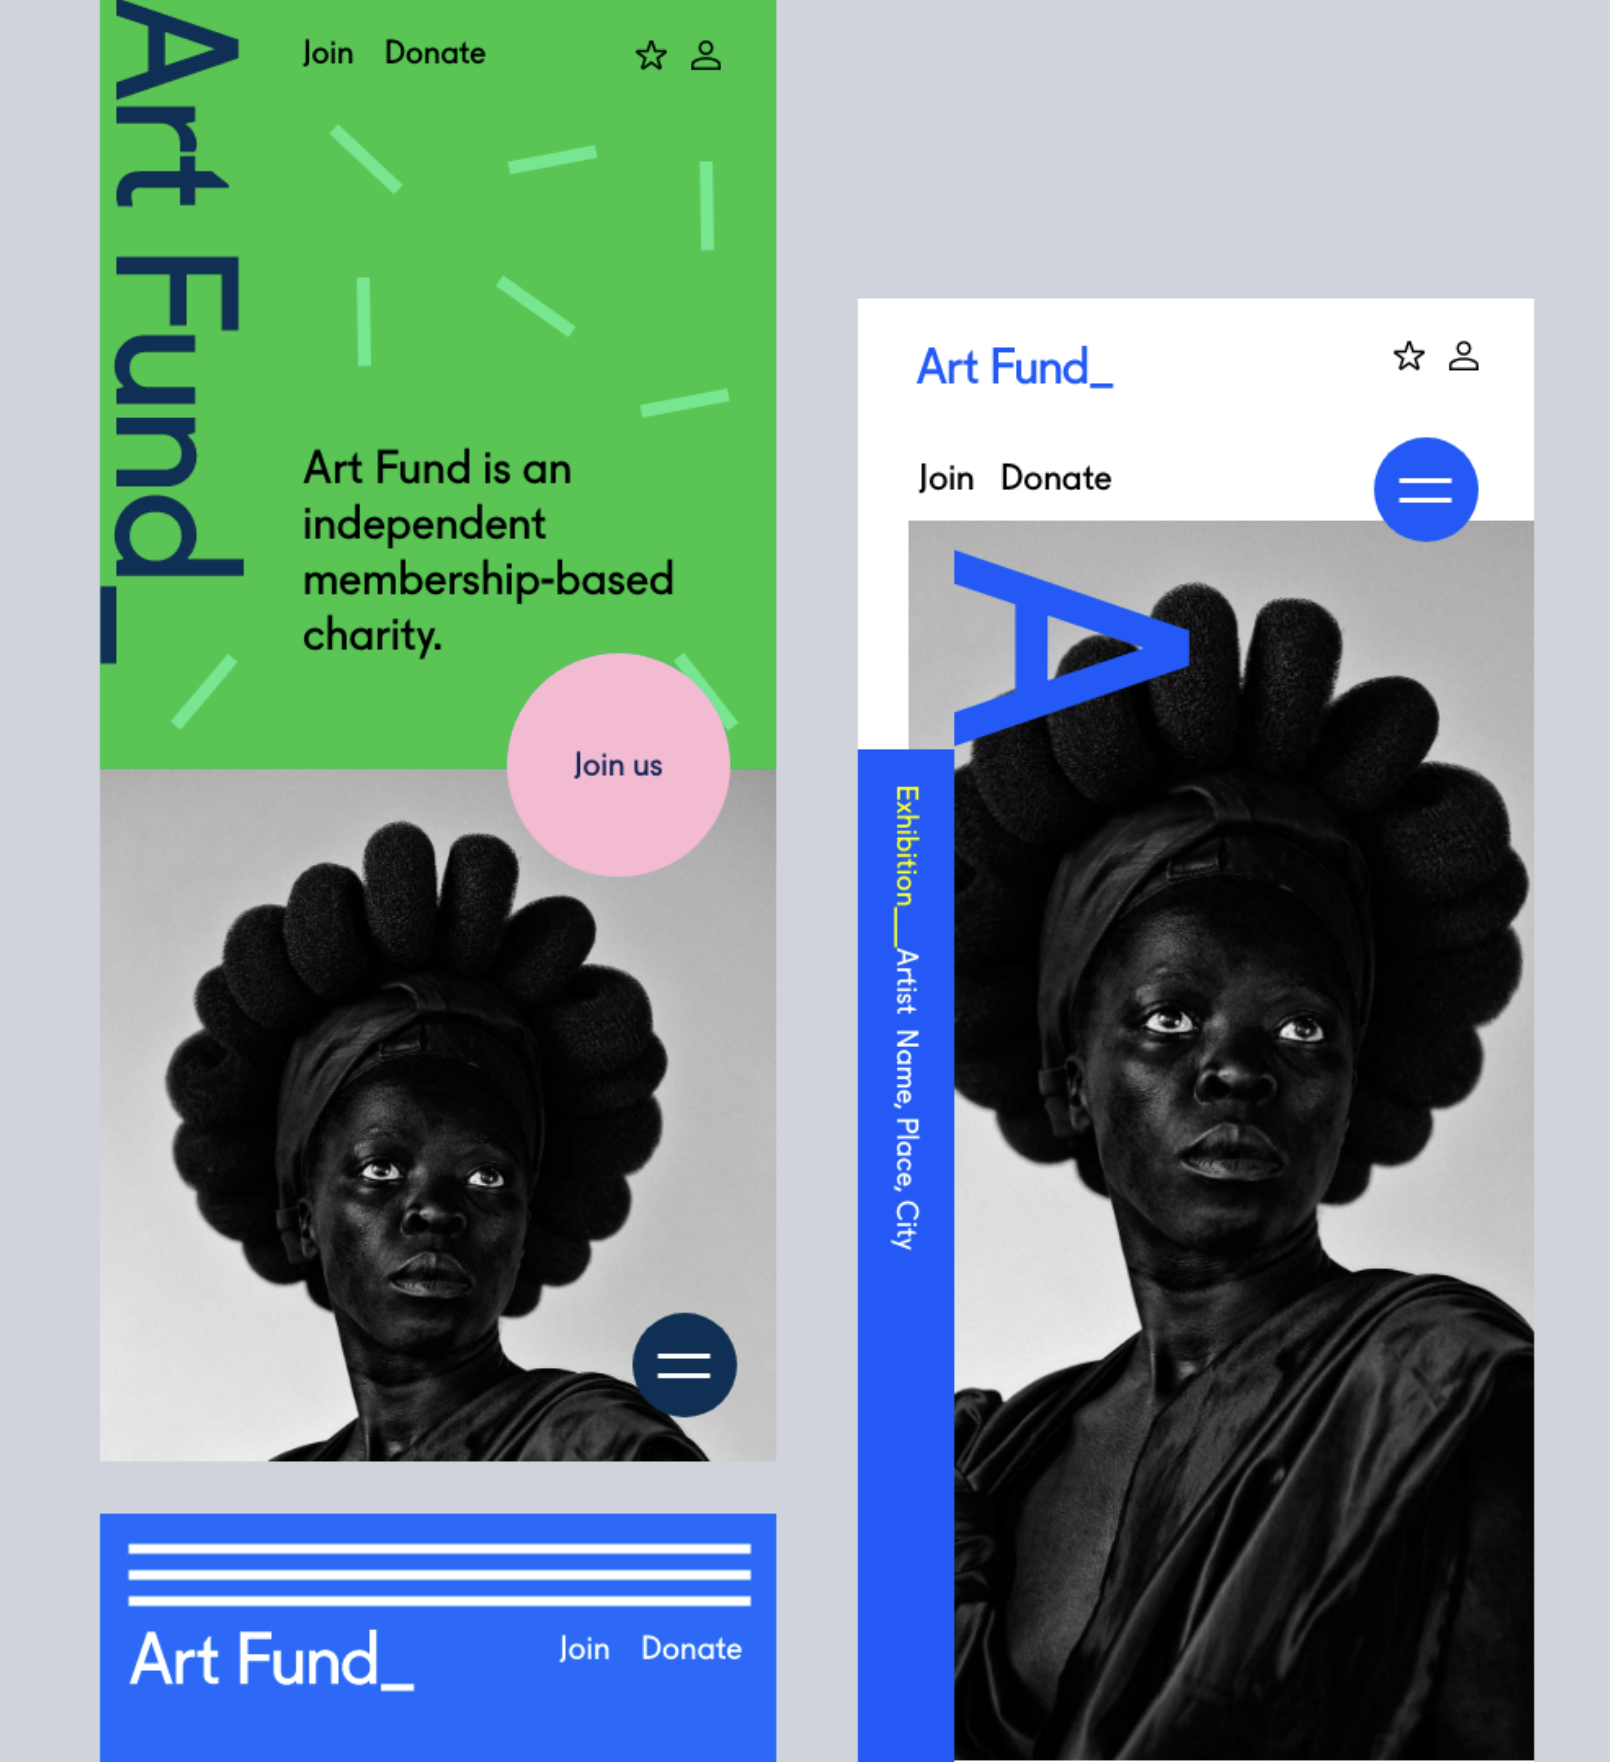 Art Fund_
Join Donate
Art Fund is an
independent
membership-based
charity.
Join us
Art Fund_
Join Donate
Art Fund_
Join Donate
A
Exhibition__Artist Name, Place, City